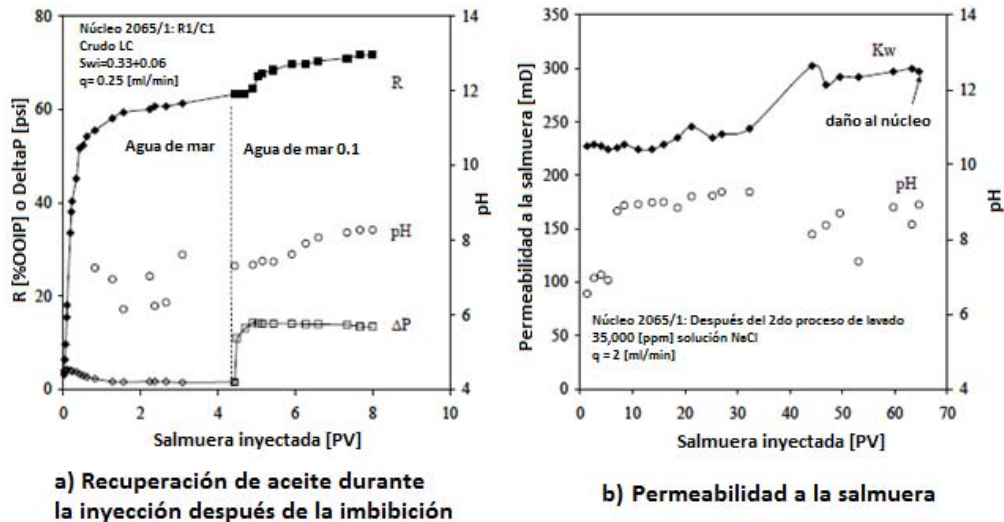 80
60
40
20
0
R [%OOIP] o DeltaP [psi]
Núcleo 2065/1: R1/C1
Crudo LC
Swi=0.33+0.06
q= 0.25 [ml/min]
R
Agua de mar
Agua de mar 0.1
pH
ΔP
14
12
10
8
6
4
pH
0 2 4 6 8 10
Salmuera inyectada [PV]
a) Recuperación de aceite durante
la inyección después de la imbibición
350
300
250
200
150
100
50
0
Permeabilidad a la salmuera [mD]
Kw
daño al núcleo
pH
Núcleo 2065/1: Después del 2do proceso de lavado
35,000 [ppm] solución NaCl
q = 2 [ml/min]
14
12
10
8
6
4
pH
0 10 20 30 40 50 60 70
Salmuera inyectada [PV]
b) Permeabilidad a la salmuera